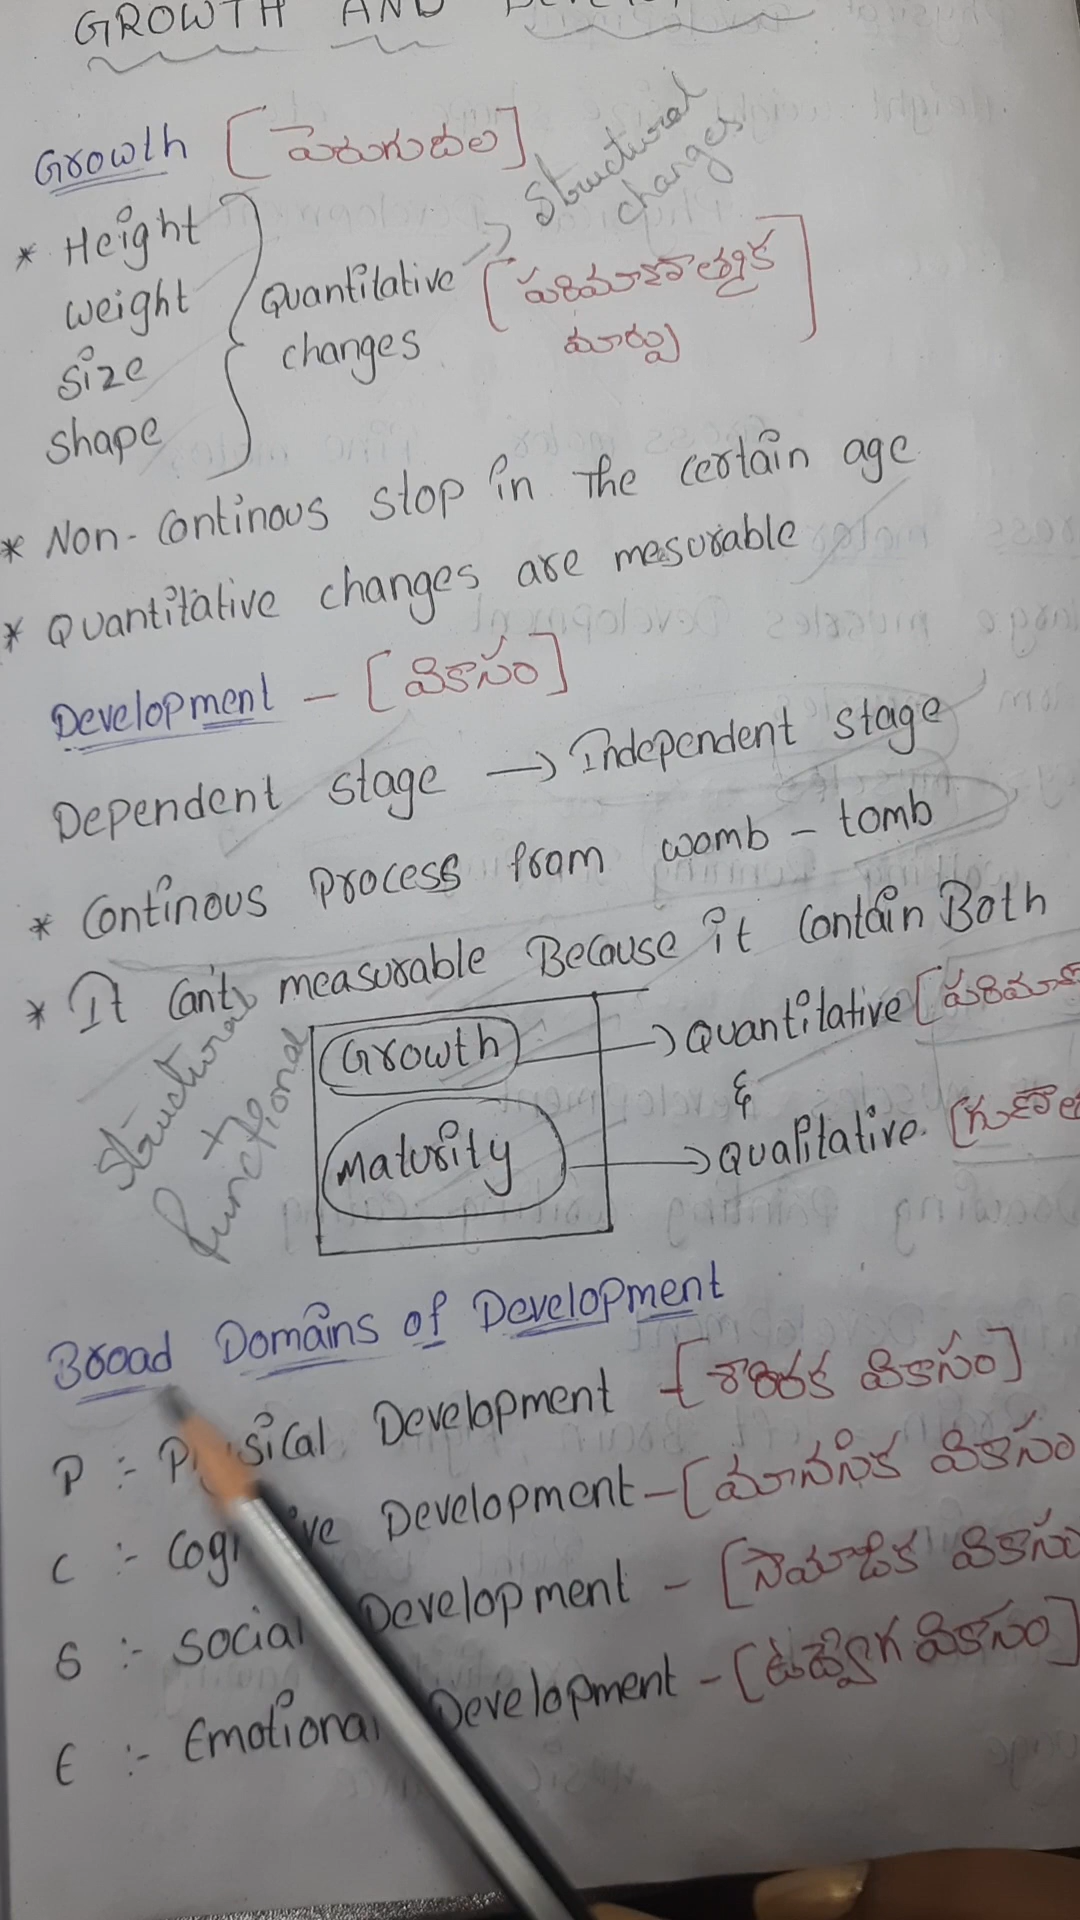 GROWTH AND
Growth [పెరుగుదల]
* Height
weight
size
shape
Quantitative
changes
→ Structural
changes
[పరిమాణాత్మక
మార్పు]
* Non-continous stop in the certain age
* Quantitative changes are mesurable
Development - [వికాసం]
Dependent stage → Independent stage
* Continous process from womb - tomb
* It can't measurable Because it contain Both
Structural
+
functional
Growth → Quantitative
&
Maturity → Qualitative.
Broad Domains of Development
P :- Physical Development - [శారీరక వికాసం]
C :- Development - [మానసిక వికాసం
S :- Social Development - [సామాజిక వికాసం
E :- Emotional Development - [ఉద్వేగ వికాసం]